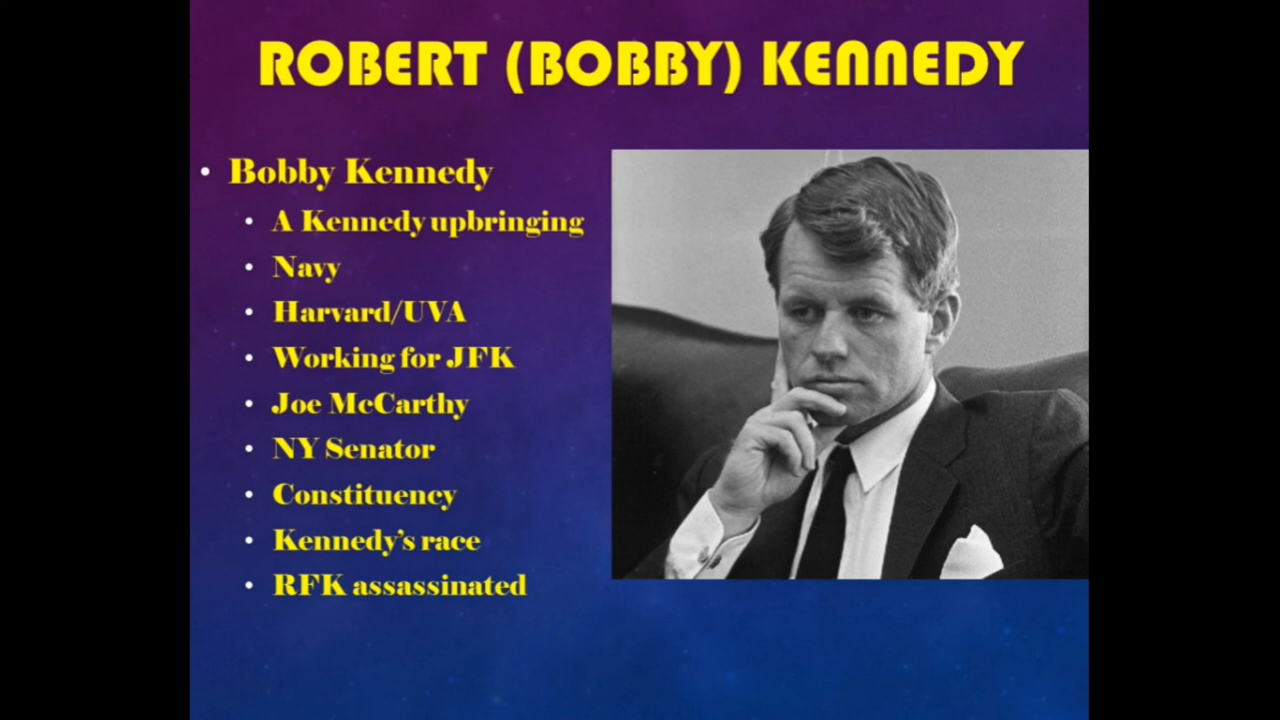 ROBERT (BOBBY) KENNEDY
• Bobby Kennedy
• A Kennedy upbringing
• Navy
• Harvard/UVA
• Working for JFK
• Joe McCarthy
• NY Senator
• Constituency
• Kennedy's race
• RFK assassinated